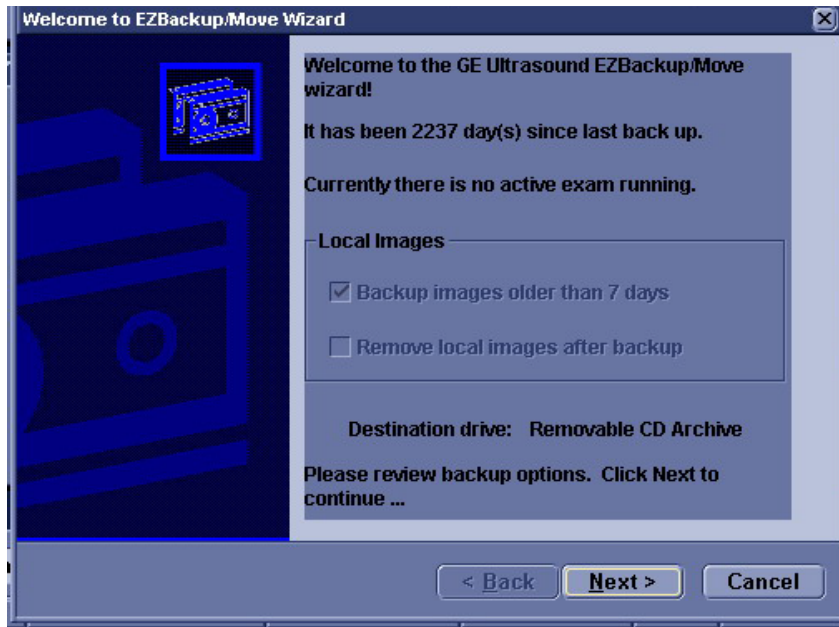 Welcome to EZBackup/Move Wizard
Welcome to the GE Ultrasound EZBackup/Move
wizard!
It has been 2237 day(s) since last back up.
Currently there is no active exam running.
Local Images
Backup images older than 7 days
Remove local images after backup
Destination drive: Removable CD Archive
Please review backup options. Click Next to
continue ...
< Back Next > Cancel